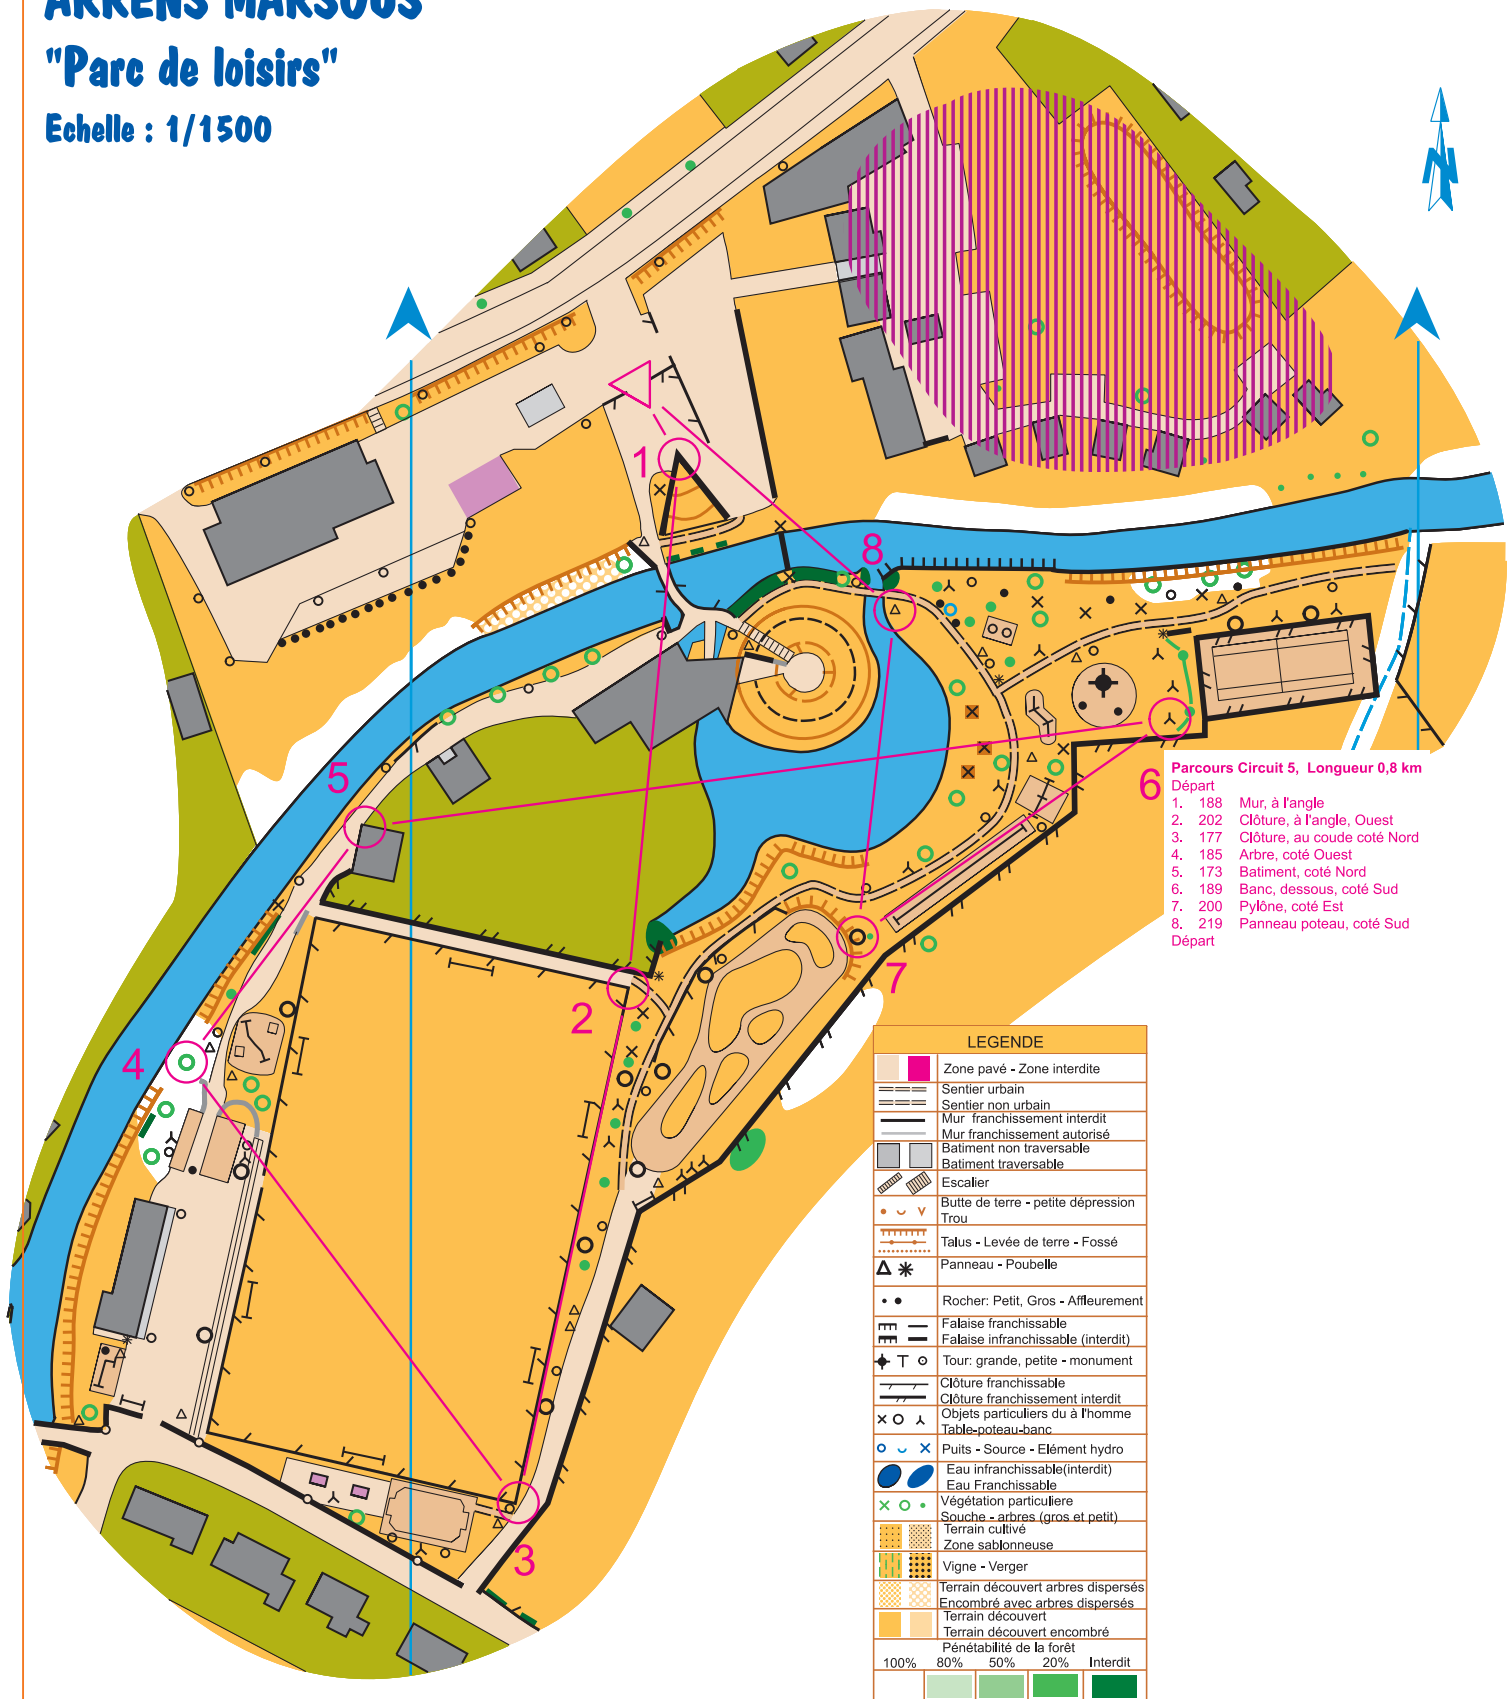 ARRENS MARSOUS
"Parc de loisirs"
Echelle : 1/1500
N
1
8
5
6
2
7
4
3
Parcours Circuit 5, Longueur 0,8 km
Départ
1. 188 Mur, à l'angle
2. 202 Clôture, à l'angle, Ouest
3. 177 Clôture, au coude coté Nord
4. 185 Arbre, coté Ouest
5. 173 Batiment, coté Nord
6. 189 Banc, dessous, coté Sud
7. 200 Pylône, coté Est
8. 219 Panneau poteau, coté Sud
Départ
LEGENDE
Zone pavé - Zone interdite
Sentier urbain
Sentier non urbain
Mur franchissement interdit
Mur franchissement autorisé
Batiment non traversable
Batiment traversable
Escalier
Butte de terre - petite dépression
Trou
Talus - Levée de terre - Fossé
Panneau - Poubelle
Rocher: Petit, Gros - Affleurement
Falaise franchissable
Falaise infranchissable (interdit)
Tour: grande, petite - monument
Clôture franchissable
Clôture franchissement interdit
Objets particuliers du à l'homme
Table-poteau-banc
Puits - Source - Elément hydro
Eau infranchissable(interdit)
Eau Franchissable
Végétation particuliere
Souche - arbres (gros et petit)
Terrain cultivé
Zone sablonneuse
Vigne - Verger
Terrain découvert arbres dispersés
Encombré avec arbres dispersés
Terrain découvert
Terrain découvert encombré
Pénétabilité de la forêt
100% 80% 50% 20% Interdit